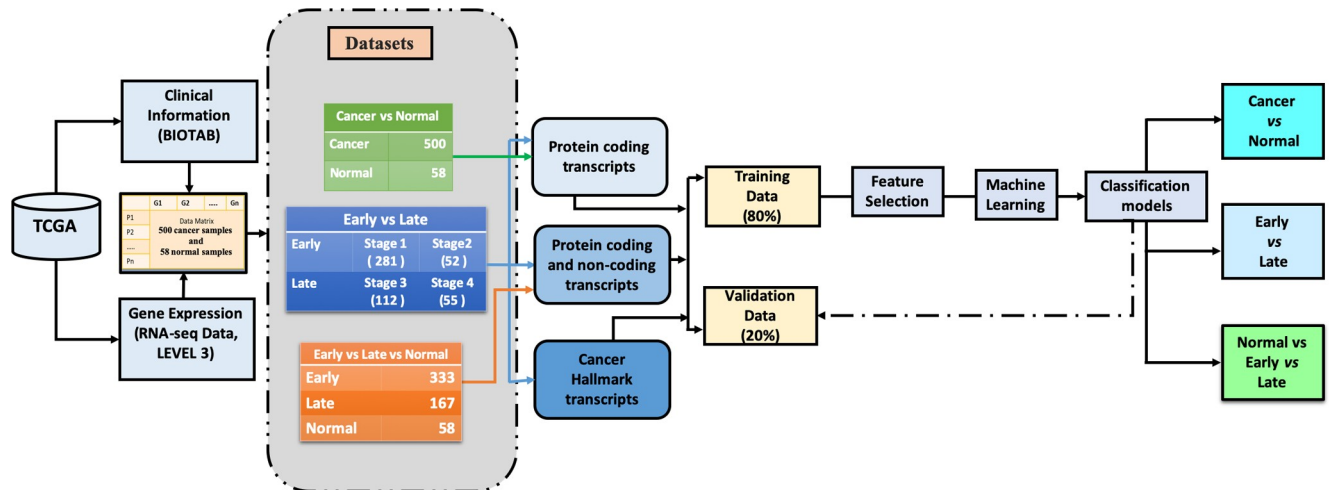 TCGA
Clinical
Information
(BIOTAB)
G1 G2 ..... Gn
P1
P2
.....
Pn
Data Matrix
500 cancer samples
and
58 normal samples
Gene Expression
(RNA-seq Data,
LEVEL 3)
Datasets
Cancer vs Normal
Cancer 500
Normal 58
Early vs Late
Early Stage 1 Stage2
( 281) (52 )
Late Stage 3 Stage 4
(112 ) (55 )
Early vs Late vs Normal
Early 333
Late 167
Normal 58
Protein coding
transcripts
Protein coding
and non-coding
transcripts
Cancer
Hallmark
transcripts
Training
Data
(80%)
Validation
Data
(20%)
Feature
Selection
Machine
Learning
Classification
models
Cancer
vs
Normal
Early
vs
Late
Normal vs
Early vs
Late